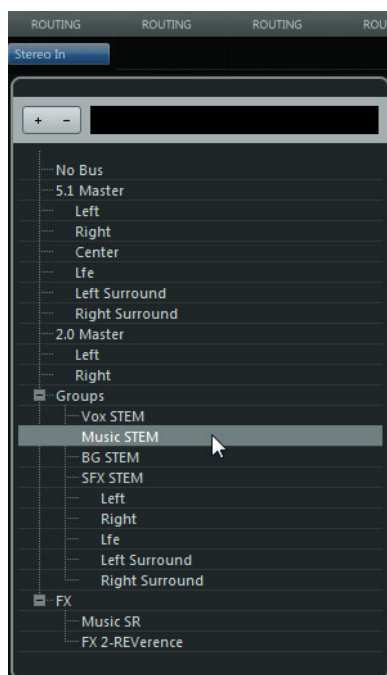 ROUTING ROUTING ROUTING ROU
Stereo In
+ -
No Bus
5.1 Master
Left
Right
Center
Lfe
Left Surround
Right Surround
2.0 Master
Left
Right
Groups
Vox STEM
Music STEM
BG STEM
SFX STEM
Left
Right
Lfe
Left Surround
Right Surround
FX
Music SR
FX 2-REVerence